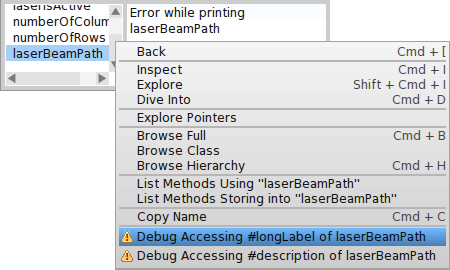 laserIsActive
numberOfColum
numberOfRows
laserBeamPath
Error while printing
laserBeamPath
Back Cmd + [
Inspect Cmd + I
Explore Shift + Cmd + I
Dive Into Cmd + D
Explore Pointers
Browse Full Cmd + B
Browse Class
Browse Hierarchy Cmd + H
List Methods Using "laserBeamPath"
List Methods Storing into "laserBeamPath"
Copy Name Cmd + C
Debug Accessing #longLabel of laserBeamPath
Debug Accessing #description of laserBeamPath